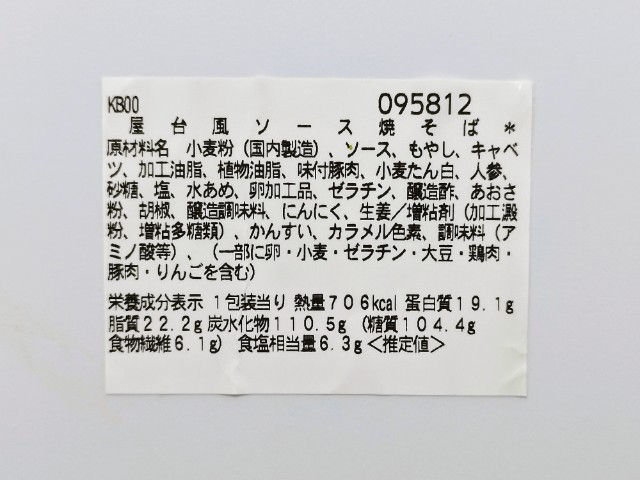 KB00 095812
屋台風ソース焼そば*
原材料名 小麦粉(国内製造)、ソース、もやし、キャベ
ツ、加工油脂、植物油脂、味付豚肉、小麦たん白、人参、
砂糖、塩、水あめ、卵加工品、ゼラチン、醸造酢、あおさ
粉、胡椒、醸造調味料、にんにく、生姜/増粘剤(加工澱
粉、増粘多糖類)、かんすい、カラメル色素、調味料(ア
ミノ酸等)、(一部に卵・小麦・ゼラチン・大豆・鶏肉・
豚肉・りんごを含む)
栄養成分表示 1包装当り 熱量706kcal 蛋白質19.1g
脂質22.2g 炭水化物110.5g (糖質104.4g
食物繊維6.1g) 食塩相当量6.3g<推定値>